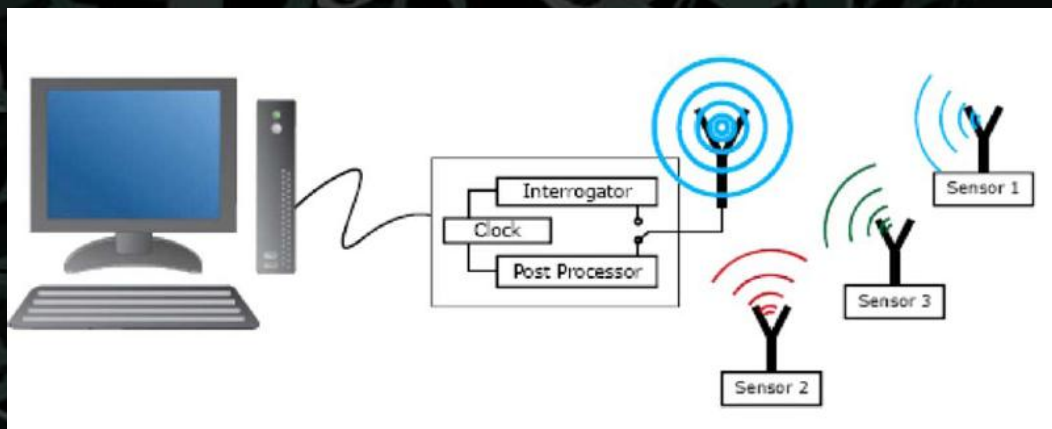 Interrogator
Clock
Post Processor
Sensor 1
Sensor 3
Sensor 2